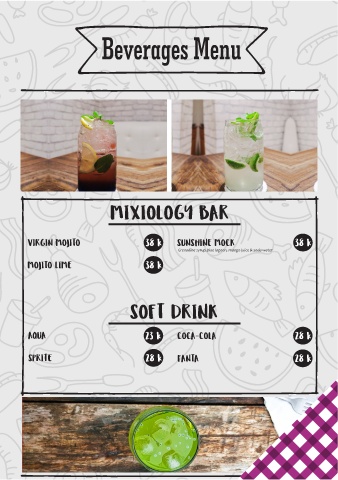 Beverages Menu
MIXIOLOGY BAR
VIRGIN MOJITO 38 k SUNSHINE MOCK 38 k
MOJITO LIME 38 k
SOFT DRINK
AQUA 23 k COCA-COLA 28 k
SPRITE 28 k FANTA 28 k